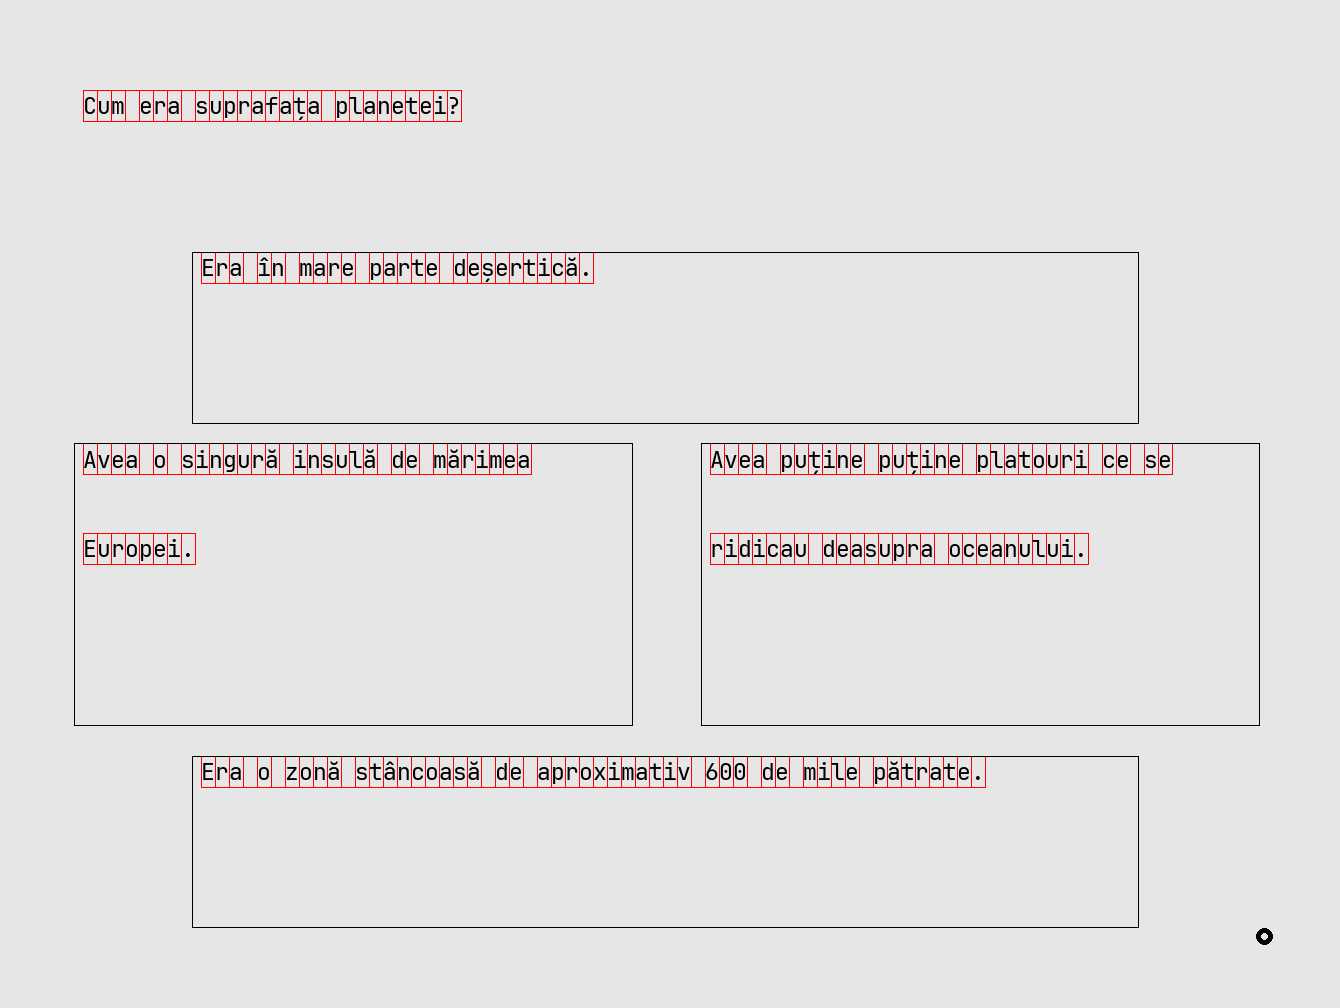 Cum era suprafața planetei?
Era în mare parte deșertică.
Avea o singură insulă de mărimea
Europei.
Avea puține puține platouri ce se
ridicau deasupra oceanului.
Era o zonă stâncoasă de aproximativ 600 de mile pătrate.